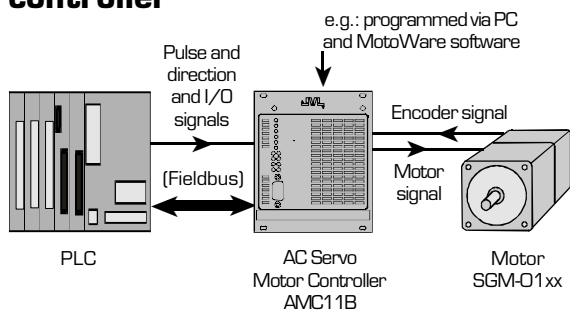 controller
e.g.: programmed via PC
and MotoWare software
Pulse and
direction
and I/O
signals
JVL
Encoder signal
Motor
signal
(Fieldbus)
PLC
AC Servo
Motor Controller
AMC11B
Motor
SGM-01xx